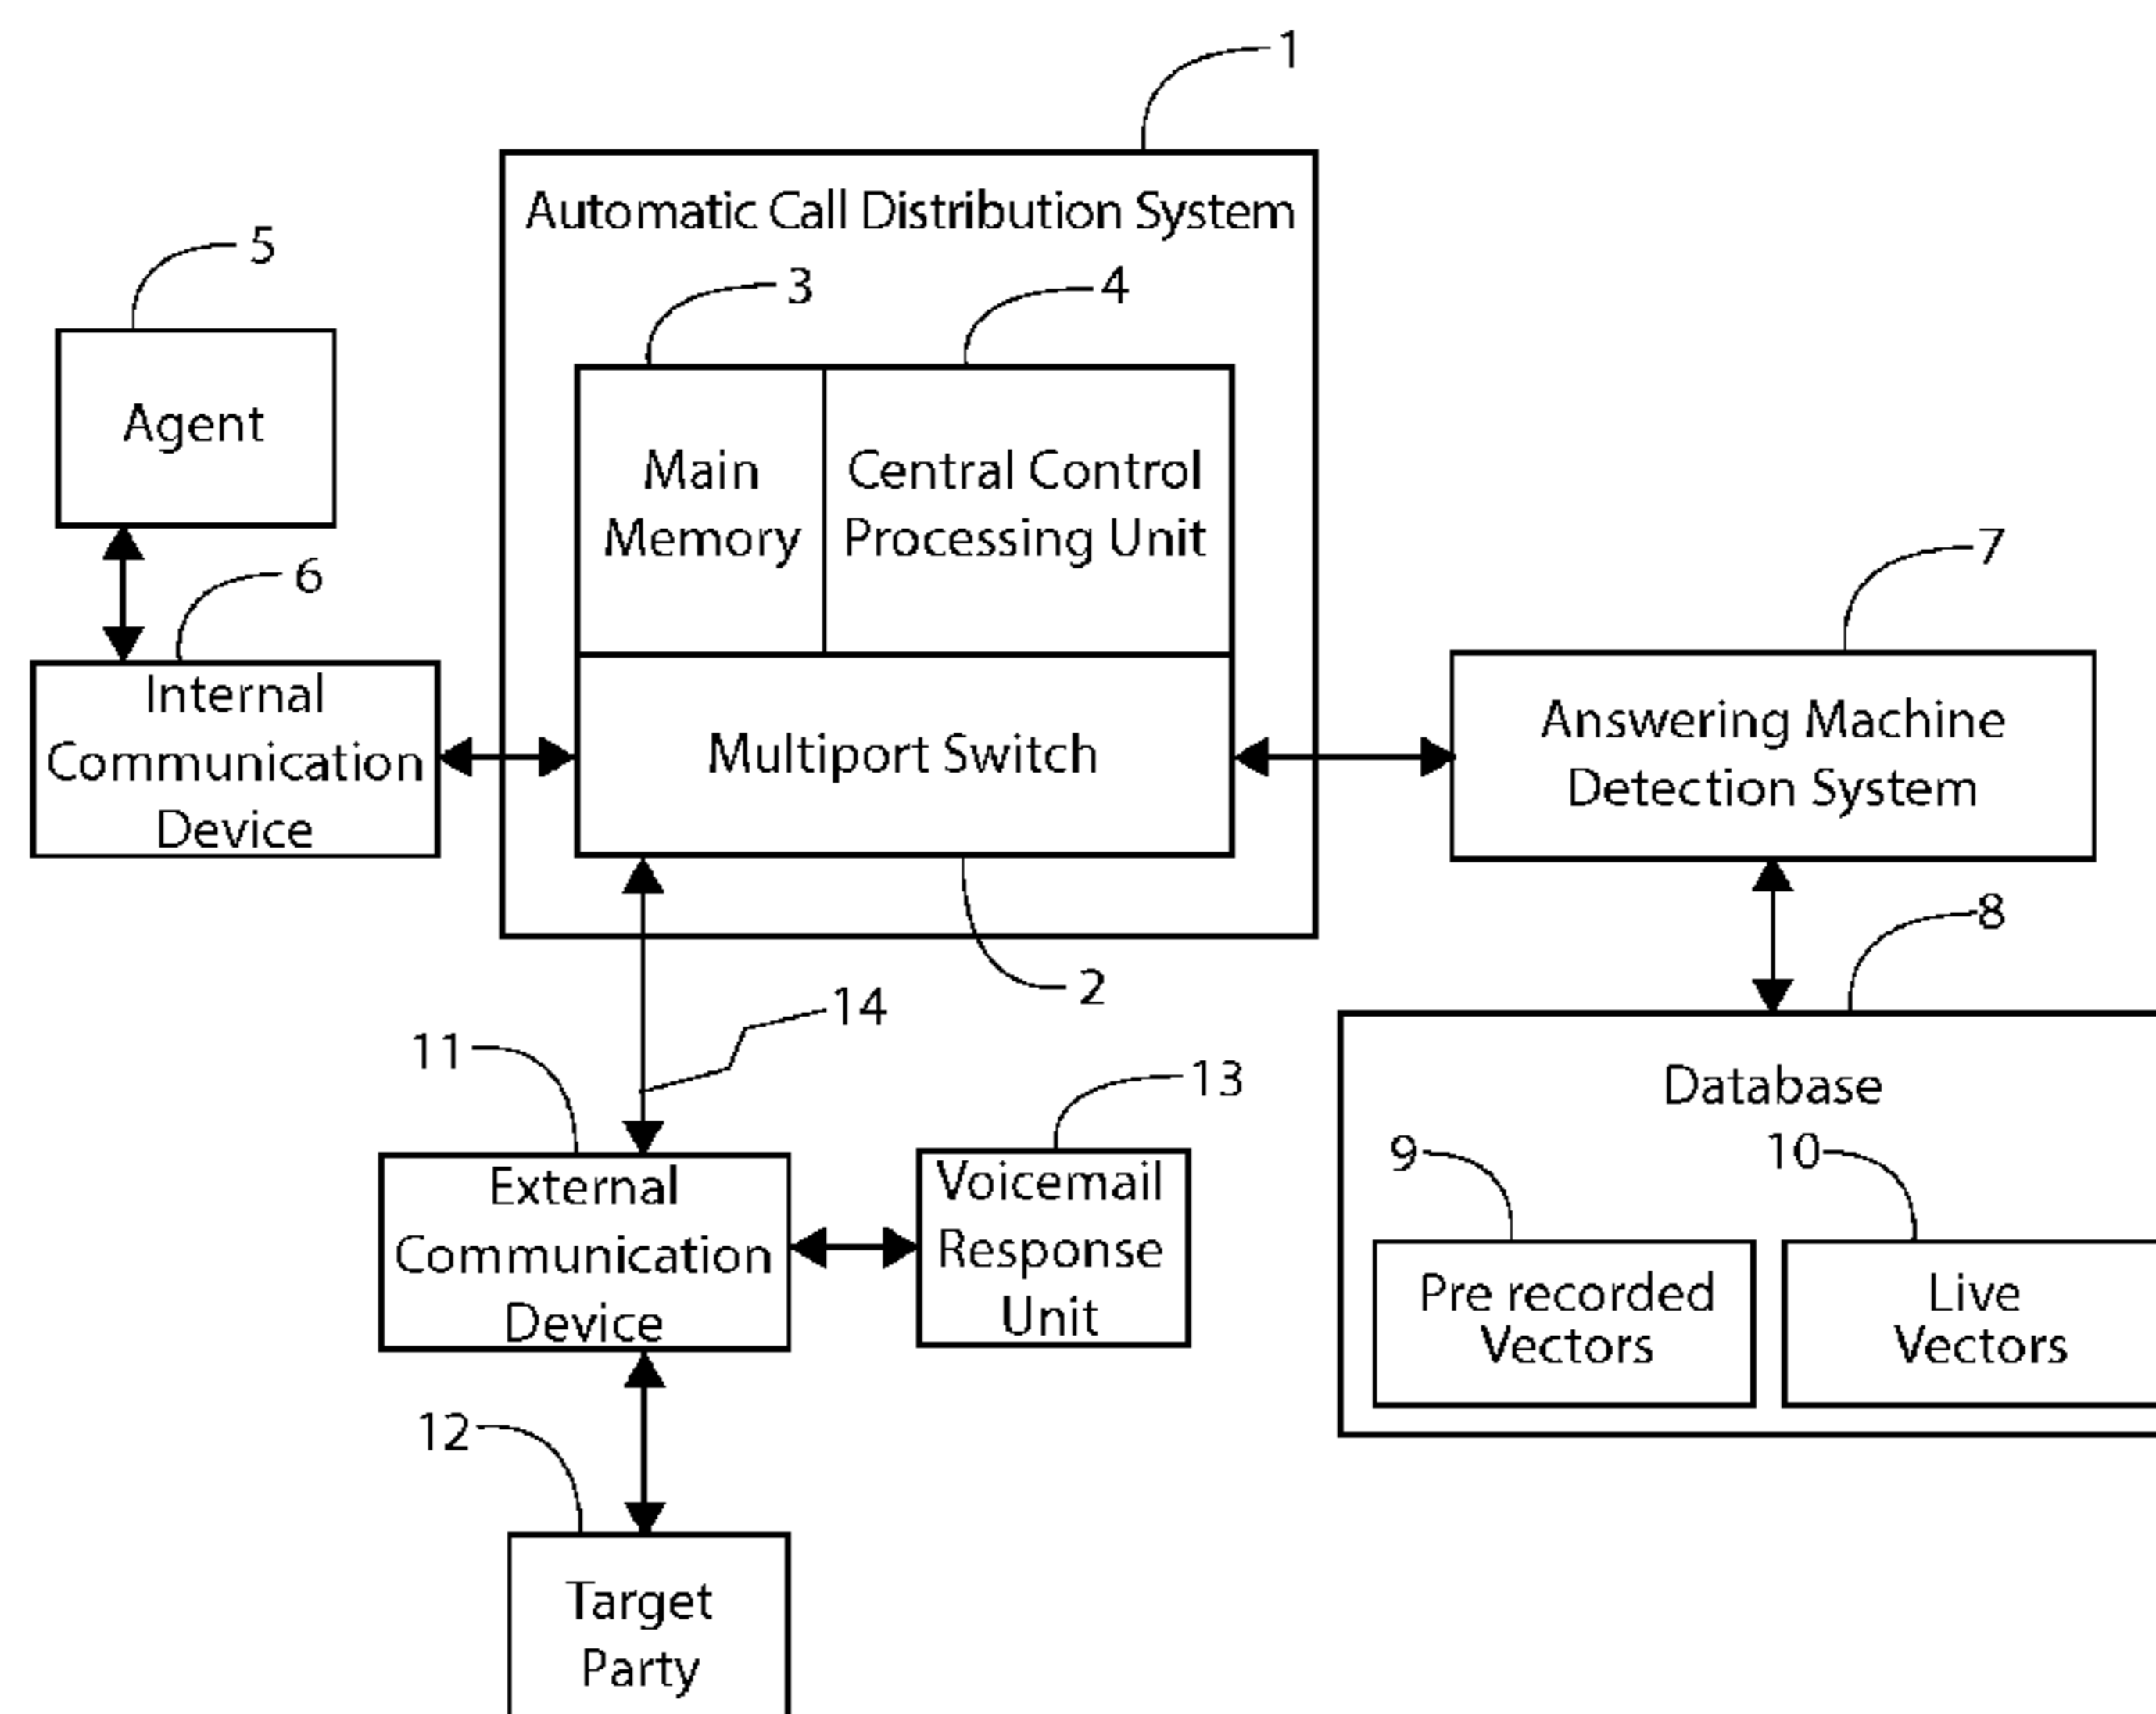 1
Automatic Call Distribution System
5
3
4
Agent
Main
Memory
Central Control
Processing Unit
6
7
Internal
Communication
Device
Multiport Switch
Answering Machine
Detection System
8
2
14
11
13
Database
9
10
External
Communication
Device
Voicemail
Response
Unit
Pre recorded
Vectors
Live
Vectors
12
Target
Party